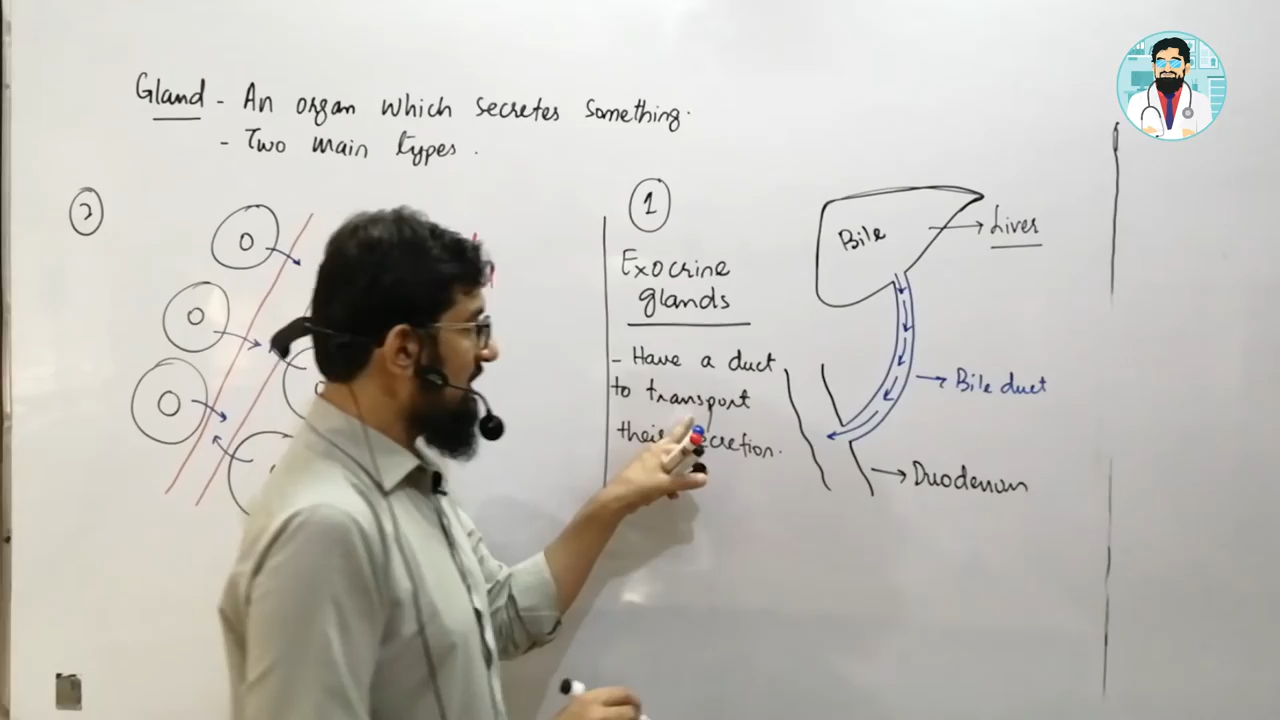 Gland - An organ which secretes something.
- Two main types.
2
1
Exocrine
glands
- Have a duct
to transport
their secretion.
Bile
Liver
Bile duct
Duodenum